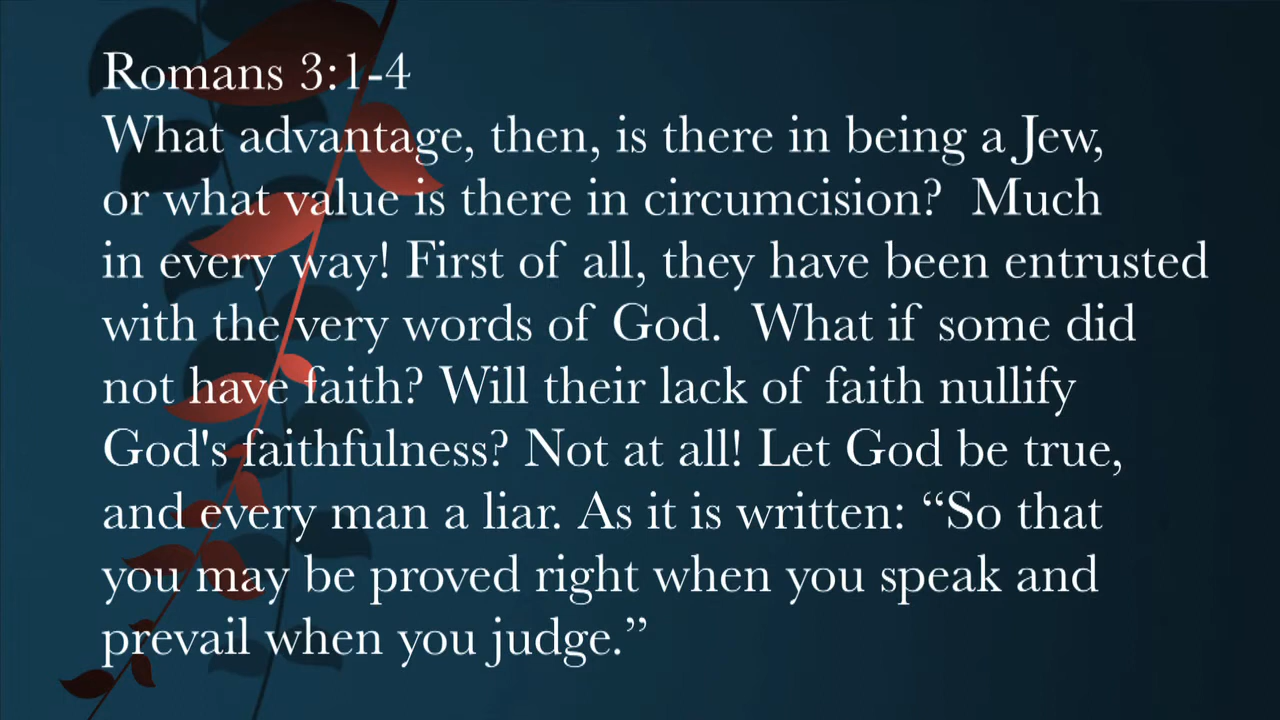 Romans 3:1-4
What advantage, then, is there in being a Jew,
or what value is there in circumcision?  Much
in every way! First of all, they have been entrusted
with the very words of God.  What if some did
not have faith? Will their lack of faith nullify
God's faithfulness? Not at all! Let God be true,
and every man a liar. As it is written: “So that
you may be proved right when you speak and
prevail when you judge.”